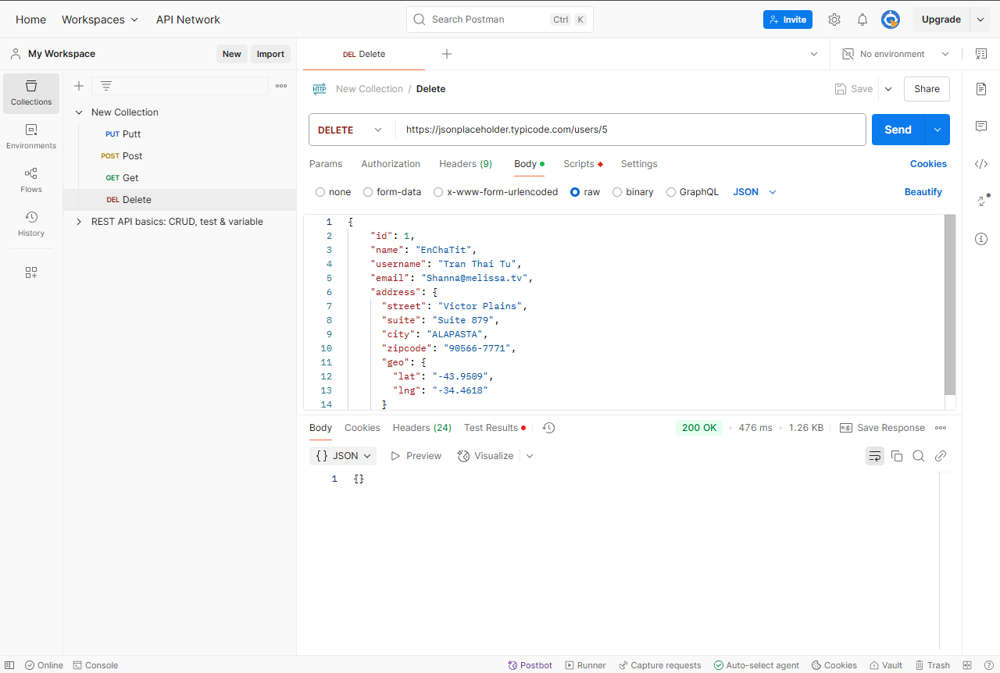 Home Workspaces API Network Search Postman Ctrl K Invite Upgrade
My Workspace New Import DEL Delete No environment
Collections
Environments
Flows
History
New Collection
PUT Putt
POST Post
GET Get
DEL Delete
REST API basics: CRUD, test & variable
HTTP New Collection / Delete Save Share
DELETE https://jsonplaceholder.typicode.com/users/5 Send
Params Authorization Headers (9) Body Scripts Settings Cookies
none form-data x-www-form-urlencoded raw binary GraphQL JSON Beautify
1 {
2 "id": 1,
3 "name": "EnChaTit",
4 "username": "Tran Thai Tu",
5 "email": "Shanna@melissa.tv",
6 "address": {
7 "street": "Victor Plains",
8 "suite": "Suite 879",
9 "city": "ALAPASTA",
10 "zipcode": "90566-7771",
11 "geo": {
12 "lat": "-43.9509",
13 "lng": "-34.4618"
14 }
Body Cookies Headers (24) Test Results 200 OK 476 ms 1.26 KB e.g. Save Response
{} JSON Preview Visualize
1 {}
Online Console Postbot Runner Capture requests Auto-select agent Cookies Vault Trash